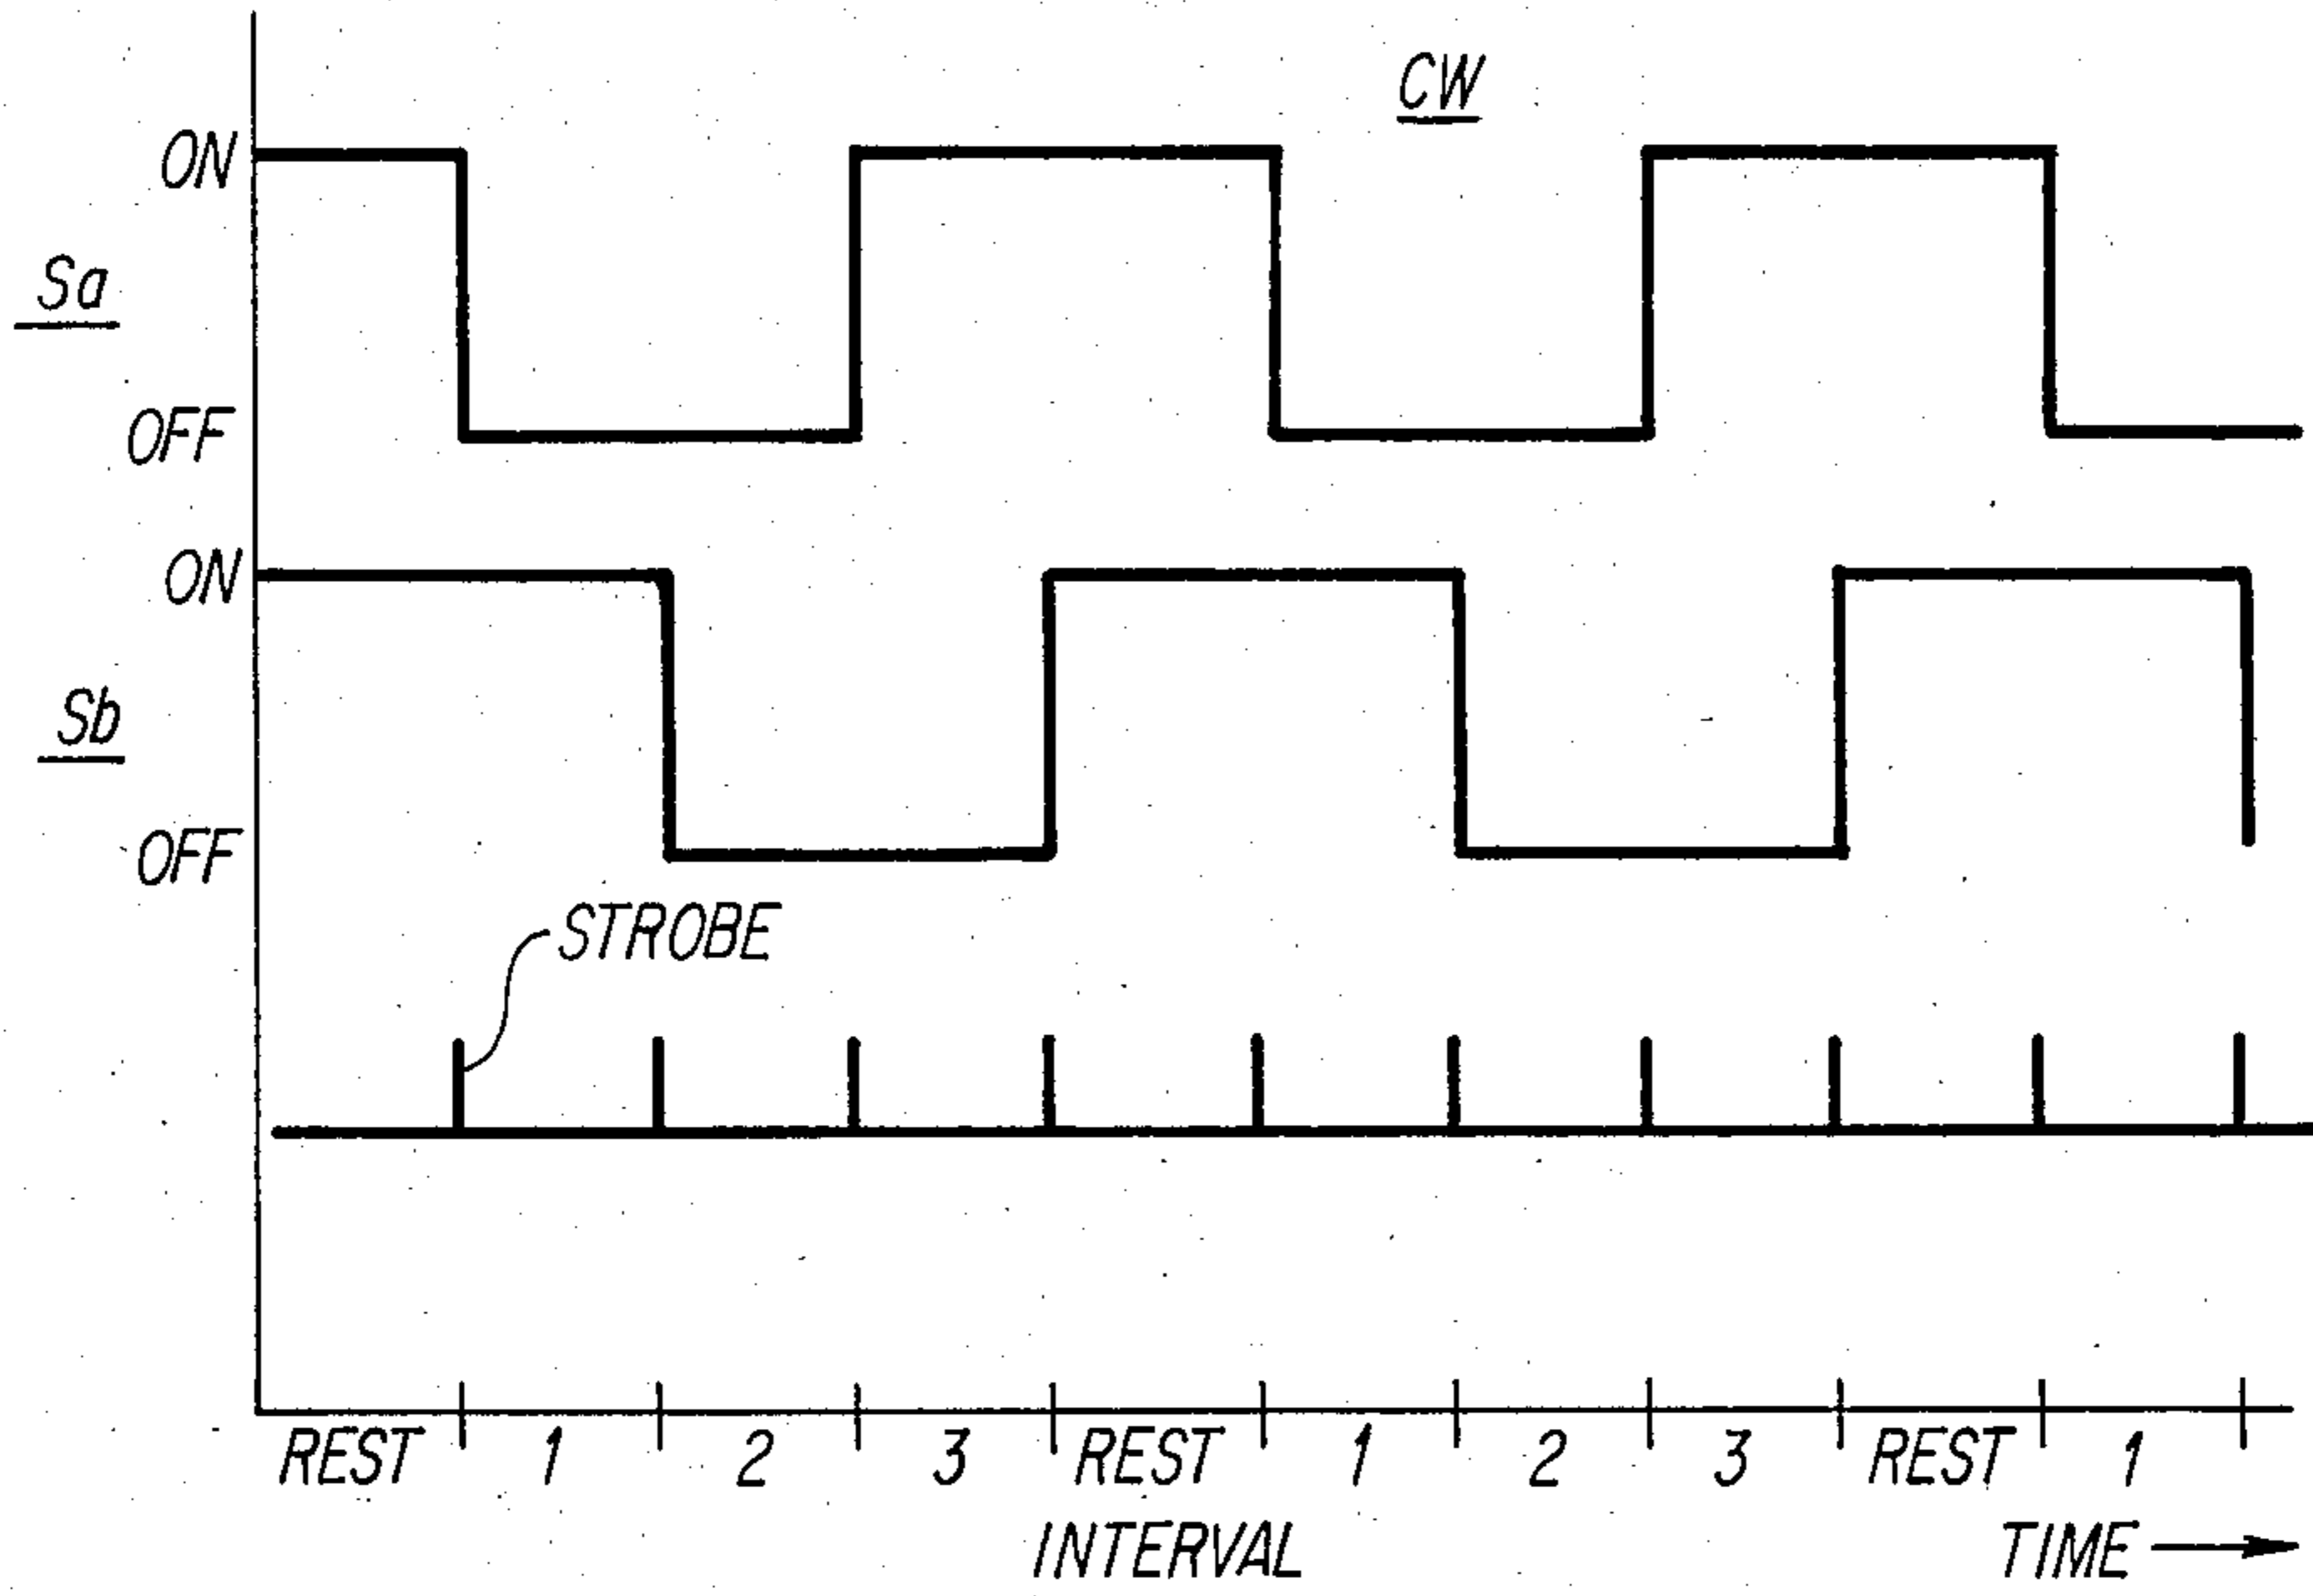 CW
ON
Sa
OFF
ON
Sb
OFF
STROBE
REST 1 2 3 REST 1 2 3 REST 1
INTERVAL
TIME